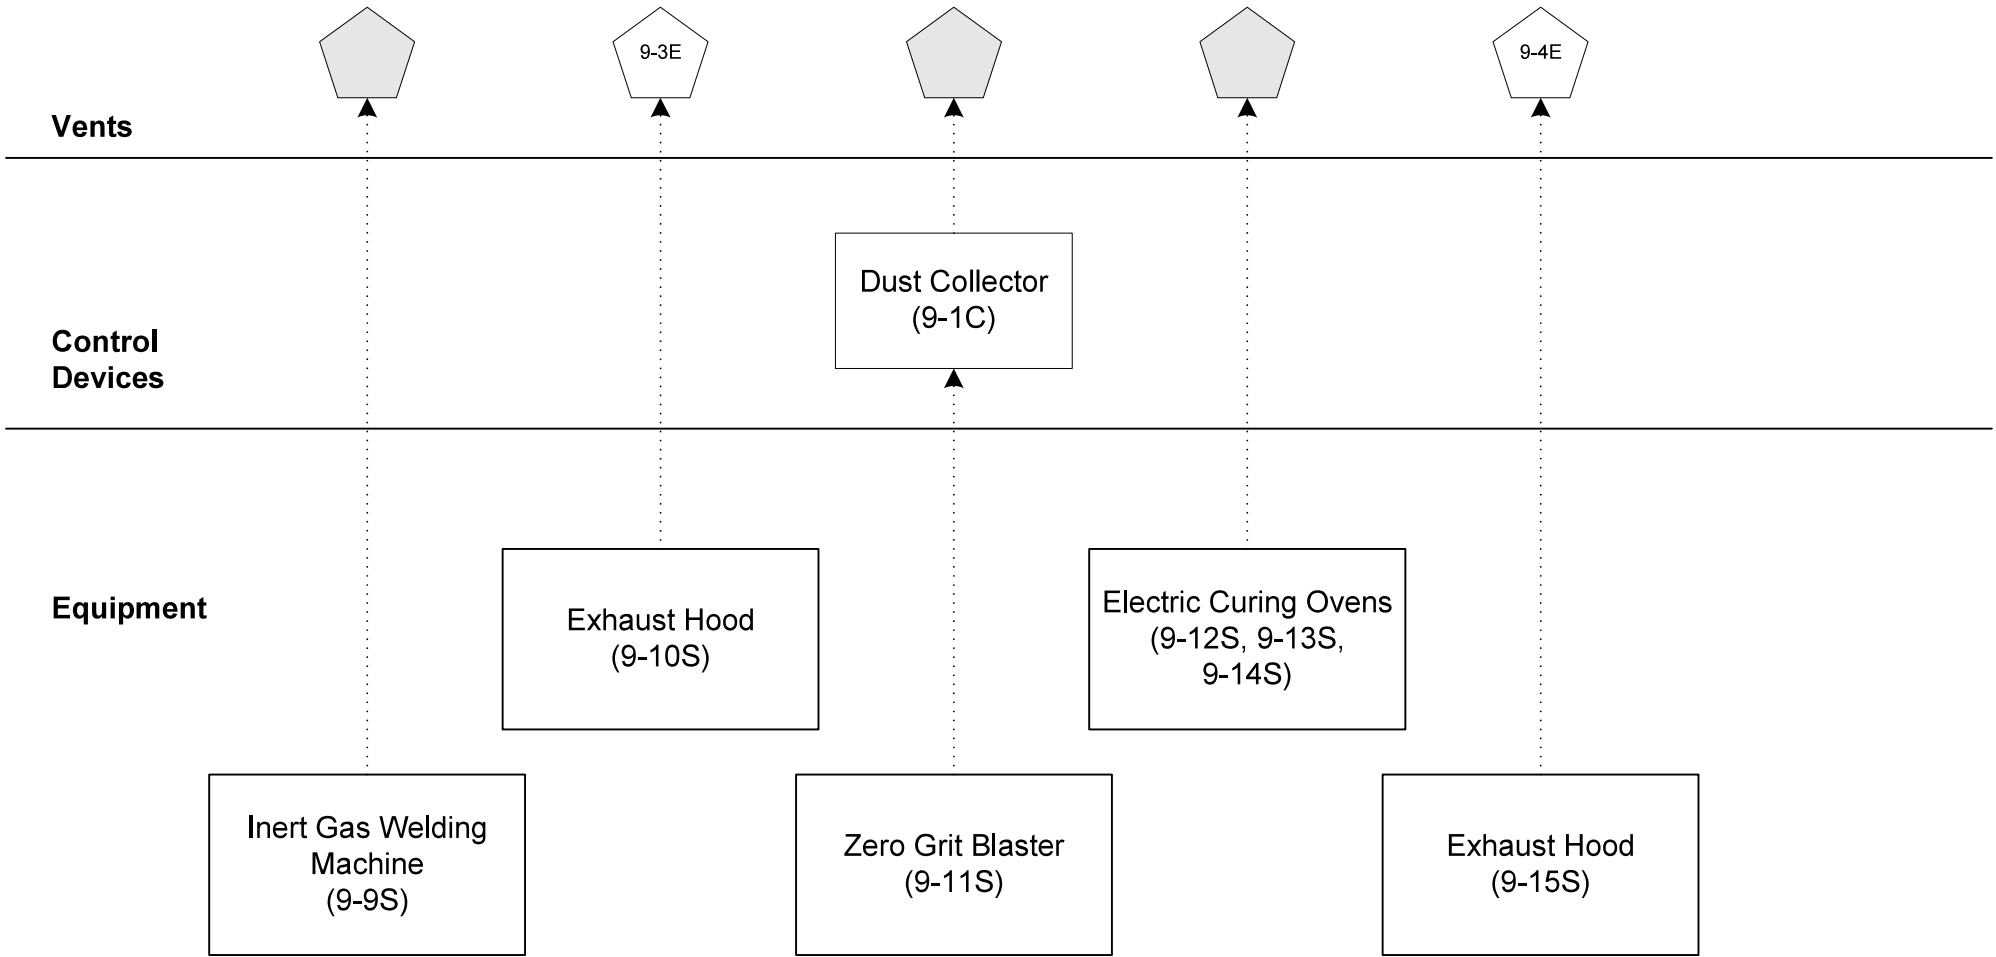 9-3E
9-4E
Vents
Dust Collector
(9-1C)
Control
Devices
Equipment
Exhaust Hood
(9-10S)
Electric Curing Ovens
(9-12S, 9-13S,
9-14S)
Inert Gas Welding
Machine
(9-9S)
Zero Grit Blaster
(9-11S)
Exhaust Hood
(9-15S)